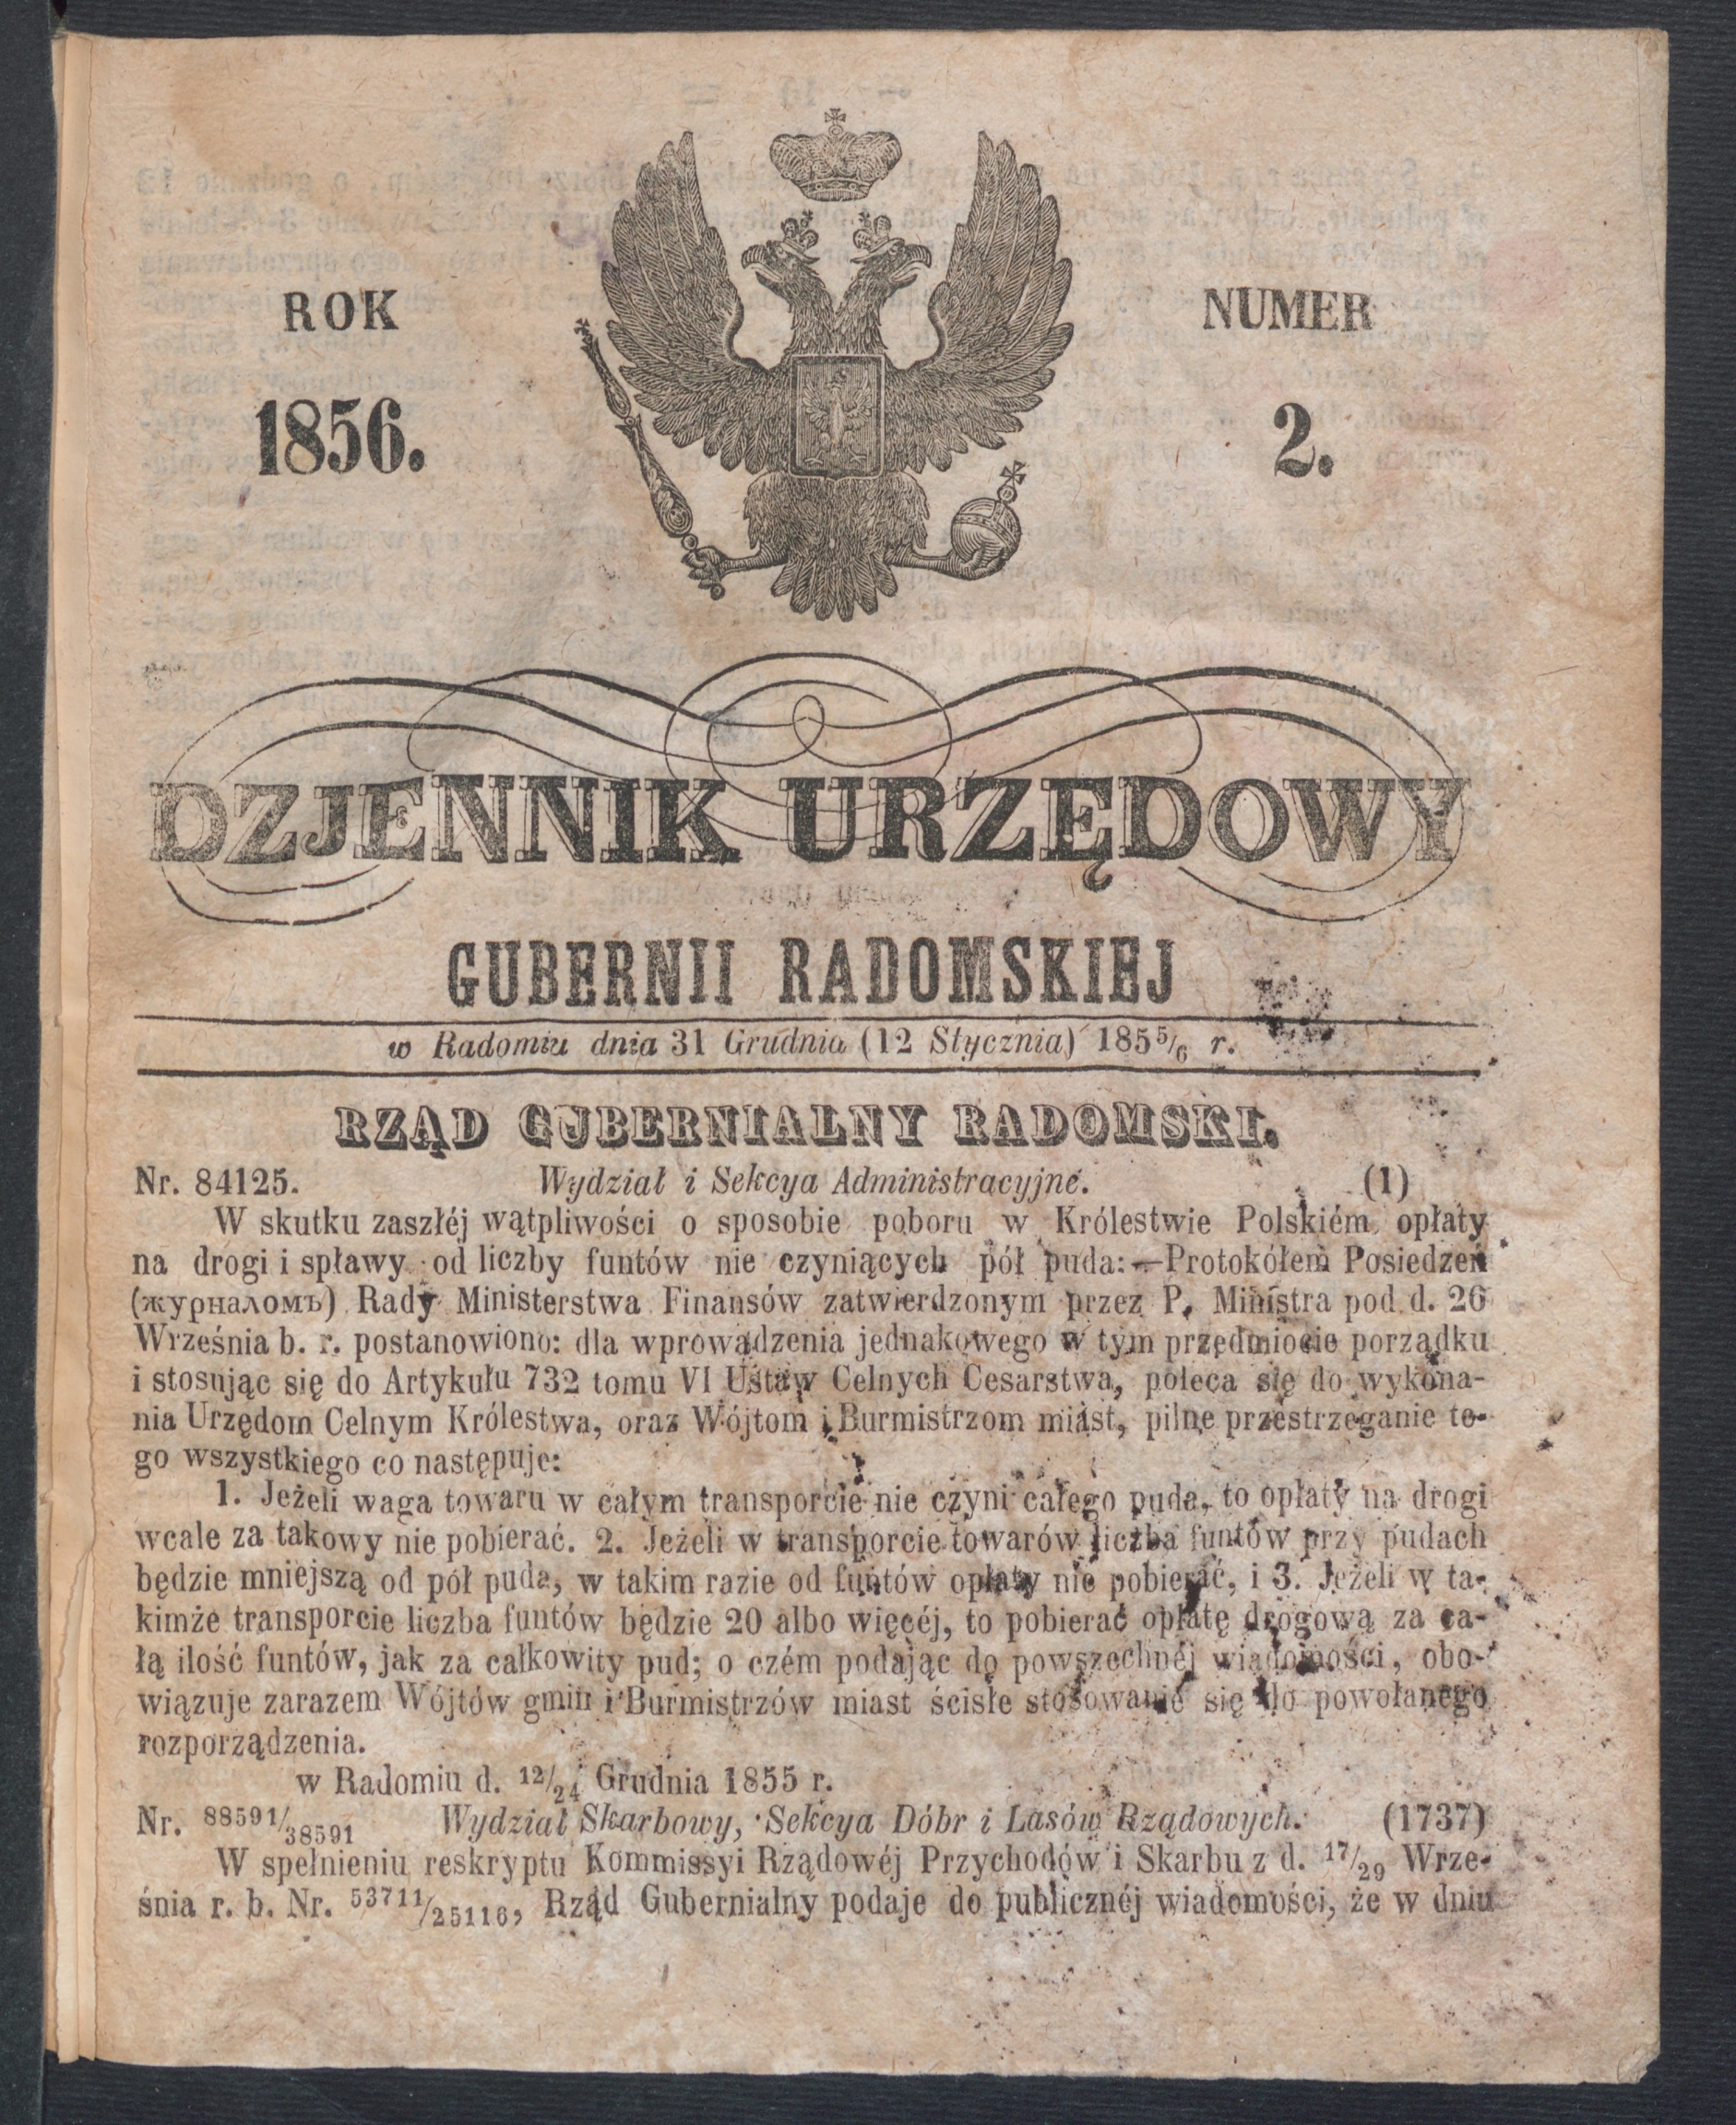 ROK
NUMER
1856.
2.
DZJENNIK URZĘDOWY
GUBERNII RADOMSKIEJ
w Radomiu dnia 31 Grudnia (12 Stycznia) 185 5/6 r.
RZĄD GUBERNIALNY RADOMSKI.
Nr. 84125. Wydział i Sekcya Administracyjne. (1)
W skutku zaszłéj wątpliwości o sposobie poboru w Królestwie Polskiém opłaty
na drogi i spławy od liczby funtów nie czyniących pół puda:—Protokółem Posiedzeń
(журналомъ) Rady Ministerstwa Finansów zatwierdzonym przez P. Ministra pod d. 26
Września b. r. postanowiono: dla wprowadzenia jednakowego w tym przedmiocie porządku
i stosując się do Artykułu 732 tomu VI Ustaw Celnych Cesarstwa, poleca się do wykona-
nia Urzędom Celnym Królestwa, oraz Wójtom i Burmistrzom miast, pilne przestrzeganie te-
go wszystkiego co następuje:
1. Jeżeli waga towaru w całym transporcie nie czyni całego puda, to opłaty na drogi
wcale za takowy nie pobierać. 2. Jeżeli w transporcie towarów liczba funtów przy pudach
będzie mniejszą od pół puda, w takim razie od funtów opłaty nie pobierać, i 3. Jeżeli w ta-
kimże transporcie liczba funtów będzie 20 albo więcéj, to pobierać opłatę drogową za ca-
łą ilość funtów, jak za całkowity pud; o czém podając do powszechnéj wiadomości, obo-
wiązuje zarazem Wójtów gmin i Burmistrzów miast ścisłe stosowanie się do powołanego
rozporządzenia.
w Radomiu d. 12/24 Grudnia 1855 r.
Nr. 88591/38591 Wydział Skarbowy, Sekcya Dóbr i Lasów Rządowych. (1737)
W spełnieniu reskryptu Kommissyi Rządowéj Przychodów i Skarbu z d. 17/29 Wrze-
śnia r. b. Nr. 53711/25116, Rząd Gubernialny podaje do publicznéj wiadomości, że w dniu